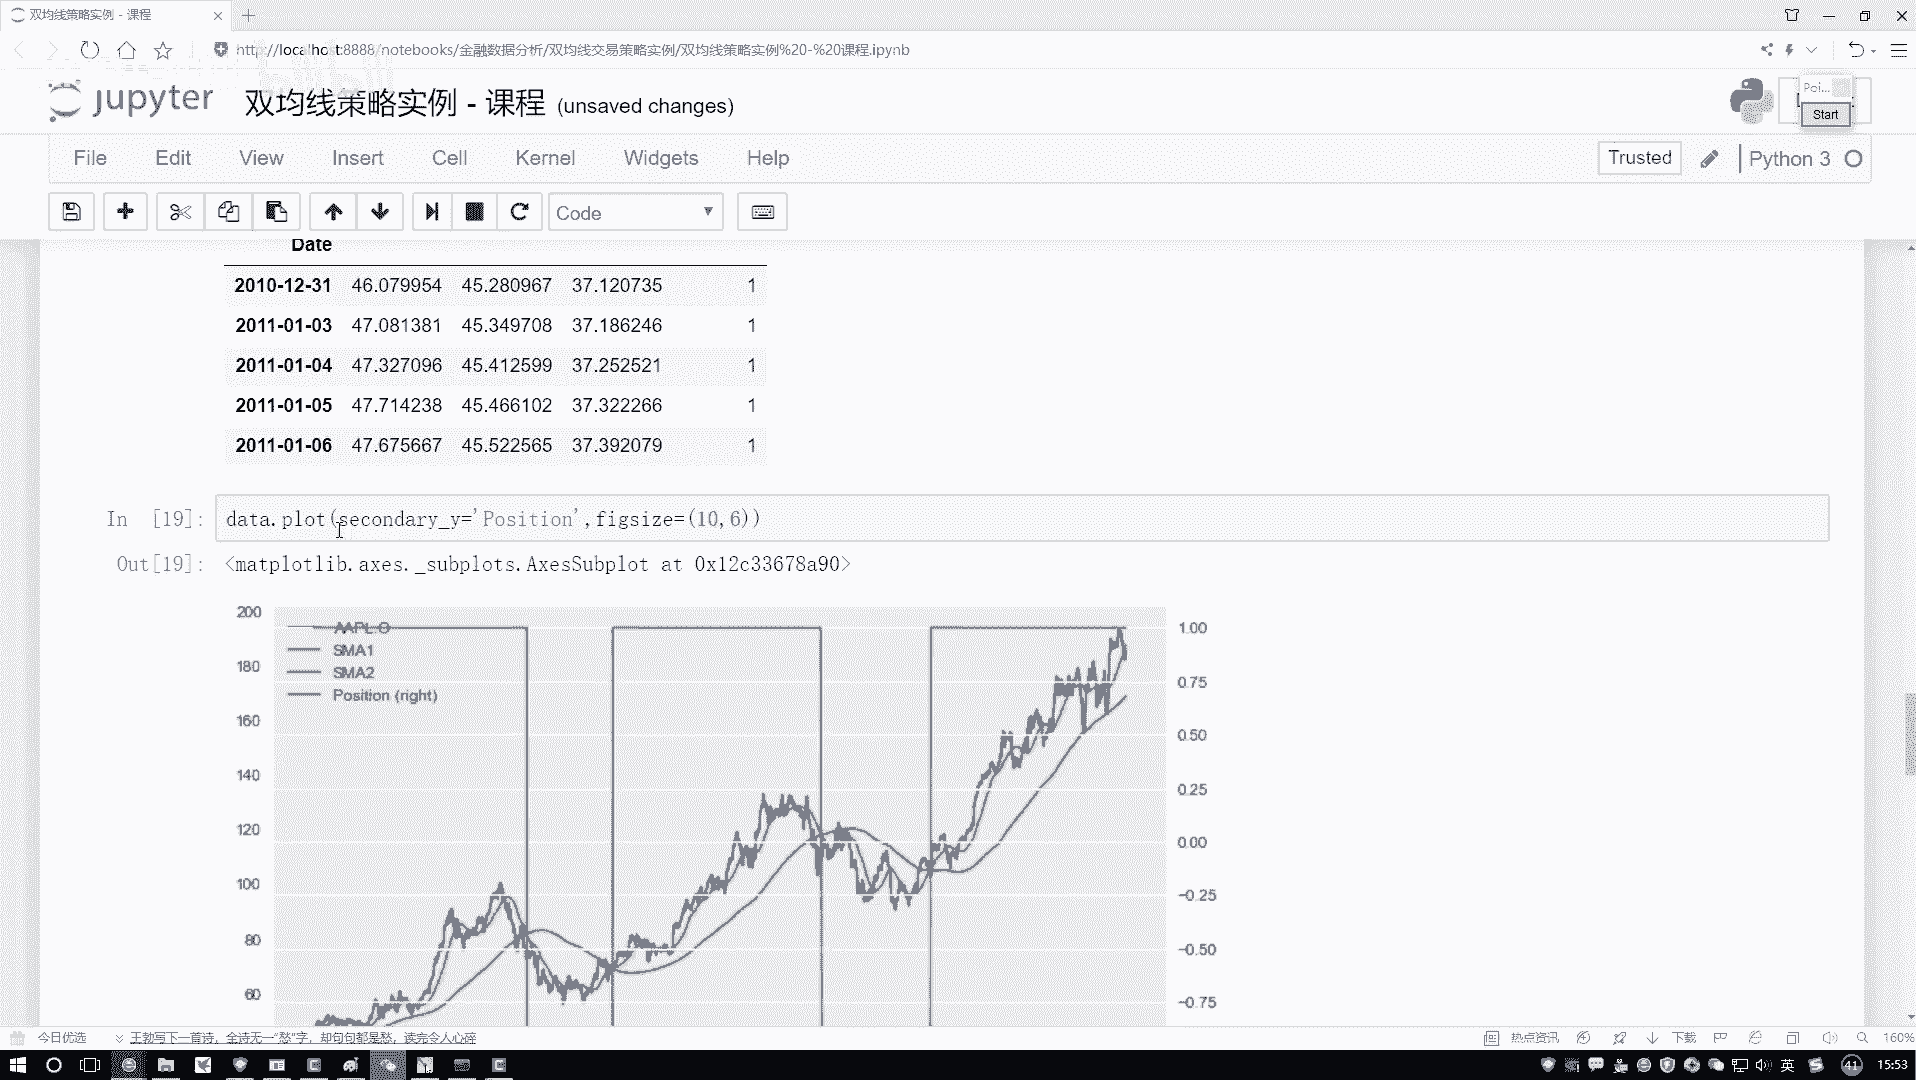 双均线策略实例 - 课程
http://localhost:8888/notebooks/金融数据分析/双均线交易策略实例/双均线策略实例%20-%20课程.ipynb
jupyter 双均线策略实例 - 课程 (unsaved changes)
Poi...
Start
File Edit View Insert Cell Kernel Widgets Help
Trusted Python 3
Code
Date
2010-12-31 46.079954 45.280967 37.120735 1
2011-01-03 47.081381 45.349708 37.186246 1
2011-01-04 47.327096 45.412599 37.252521 1
2011-01-05 47.714238 45.466102 37.322266 1
2011-01-06 47.675667 45.522565 37.392079 1
In [19]: data.plot(secondary_y='Position',figsize=(10,6))
Out[19]: <matplotlib.axes._subplots.AxesSubplot at 0x12c33678a90>
200
AAPL.O 1.00
SMA1
180 SMA2
Position (right) 0.75
160
0.50
140
0.25
120
0.00
100
-0.25
80
-0.50
60
-0.75
今日优选 王勃写下一首诗，全诗无一“愁”字，却句句都是愁，读完令人心碎 热点资讯 下载 160%
英 41 15:53